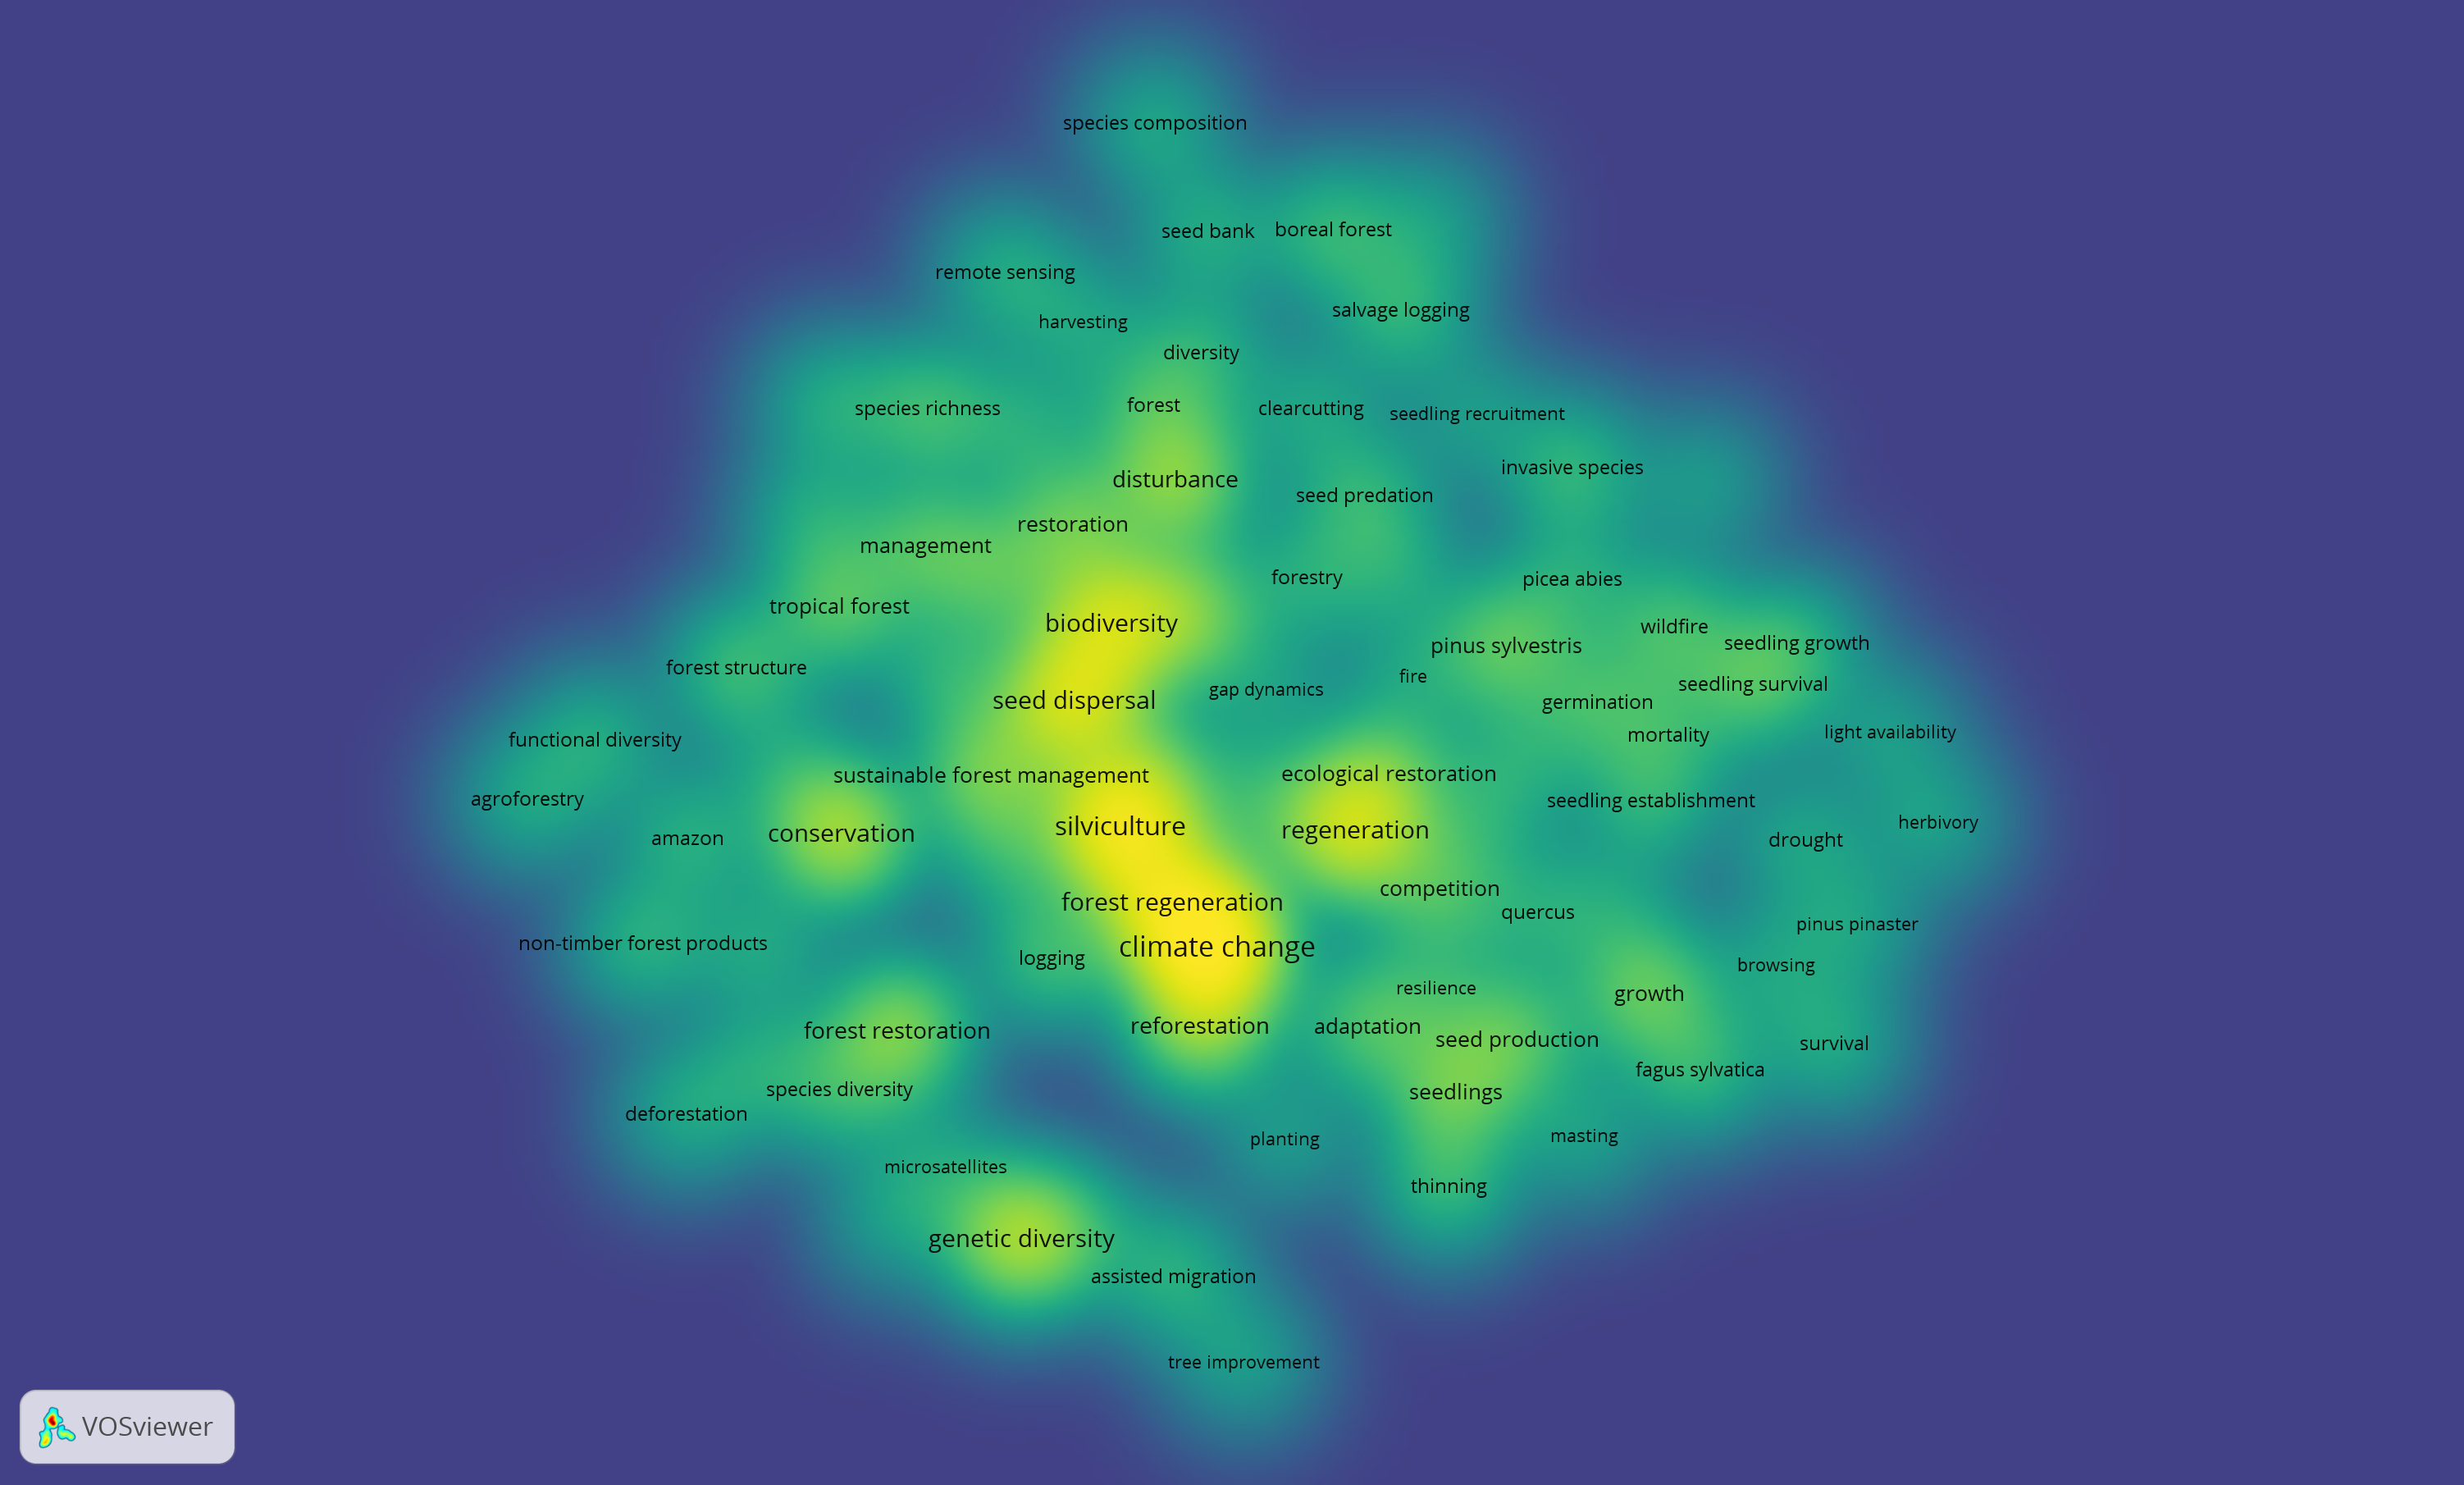 species composition
seed bank
boreal forest
remote sensing
salvage logging
harvesting
diversity
species richness
forest
clearcutting
seedling recruitment
invasive species
disturbance
seed predation
restoration
management
forestry
picea abies
tropical forest
biodiversity
wildfire
pinus sylvestris
seedling growth
forest structure
fire
seedling survival
gap dynamics
seed dispersal
germination
functional diversity
mortality
light availability
sustainable forest management
ecological restoration
agroforestry
seedling establishment
herbivory
silviculture
regeneration
conservation
amazon
drought
competition
forest regeneration
quercus
pinus pinaster
non-timber forest products
climate change
logging
browsing
resilience
growth
forest restoration
reforestation
adaptation
seed production
survival
fagus sylvatica
species diversity
seedlings
deforestation
planting
masting
microsatellites
thinning
genetic diversity
assisted migration
tree improvement
VOSviewer